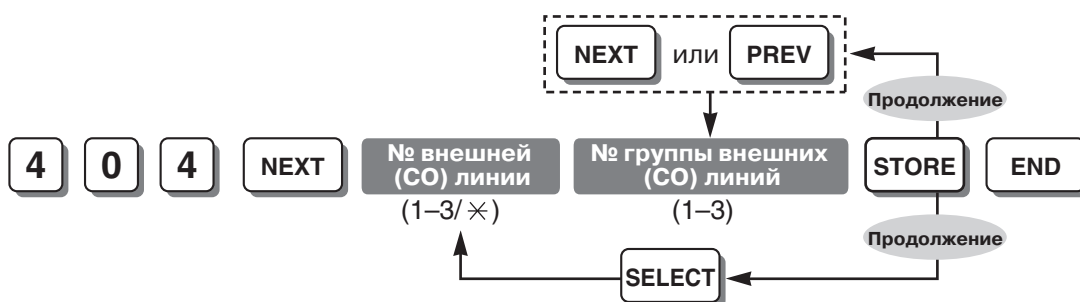 NEXT или PREV
Продолжение
4 0 4 NEXT № внешней (CO) линии № группы внешних (CO) линий STORE END
(1–3/✳) (1–3)
Продолжение
SELECT